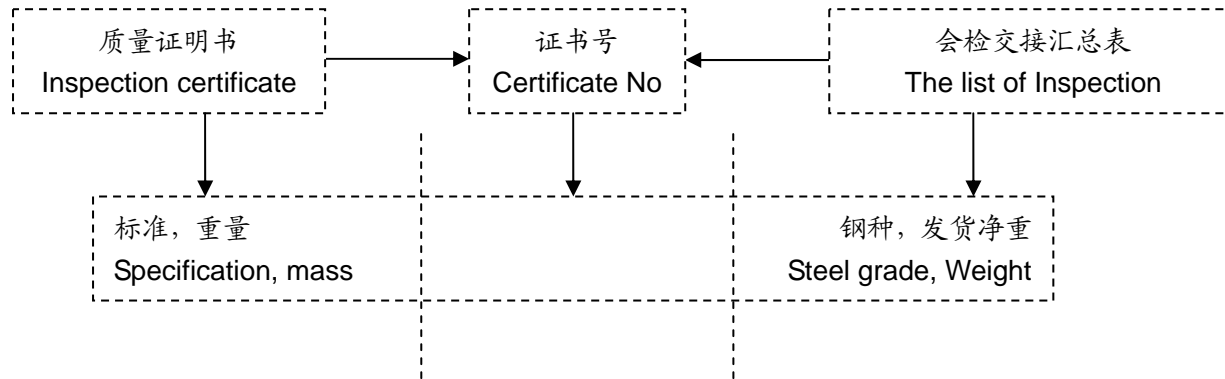 质量证明书
Inspection certificate
证书号
Certificate No
会检交接汇总表
The list of Inspection
标准，重量
Specification, mass
钢种，发货净重
Steel grade, Weight